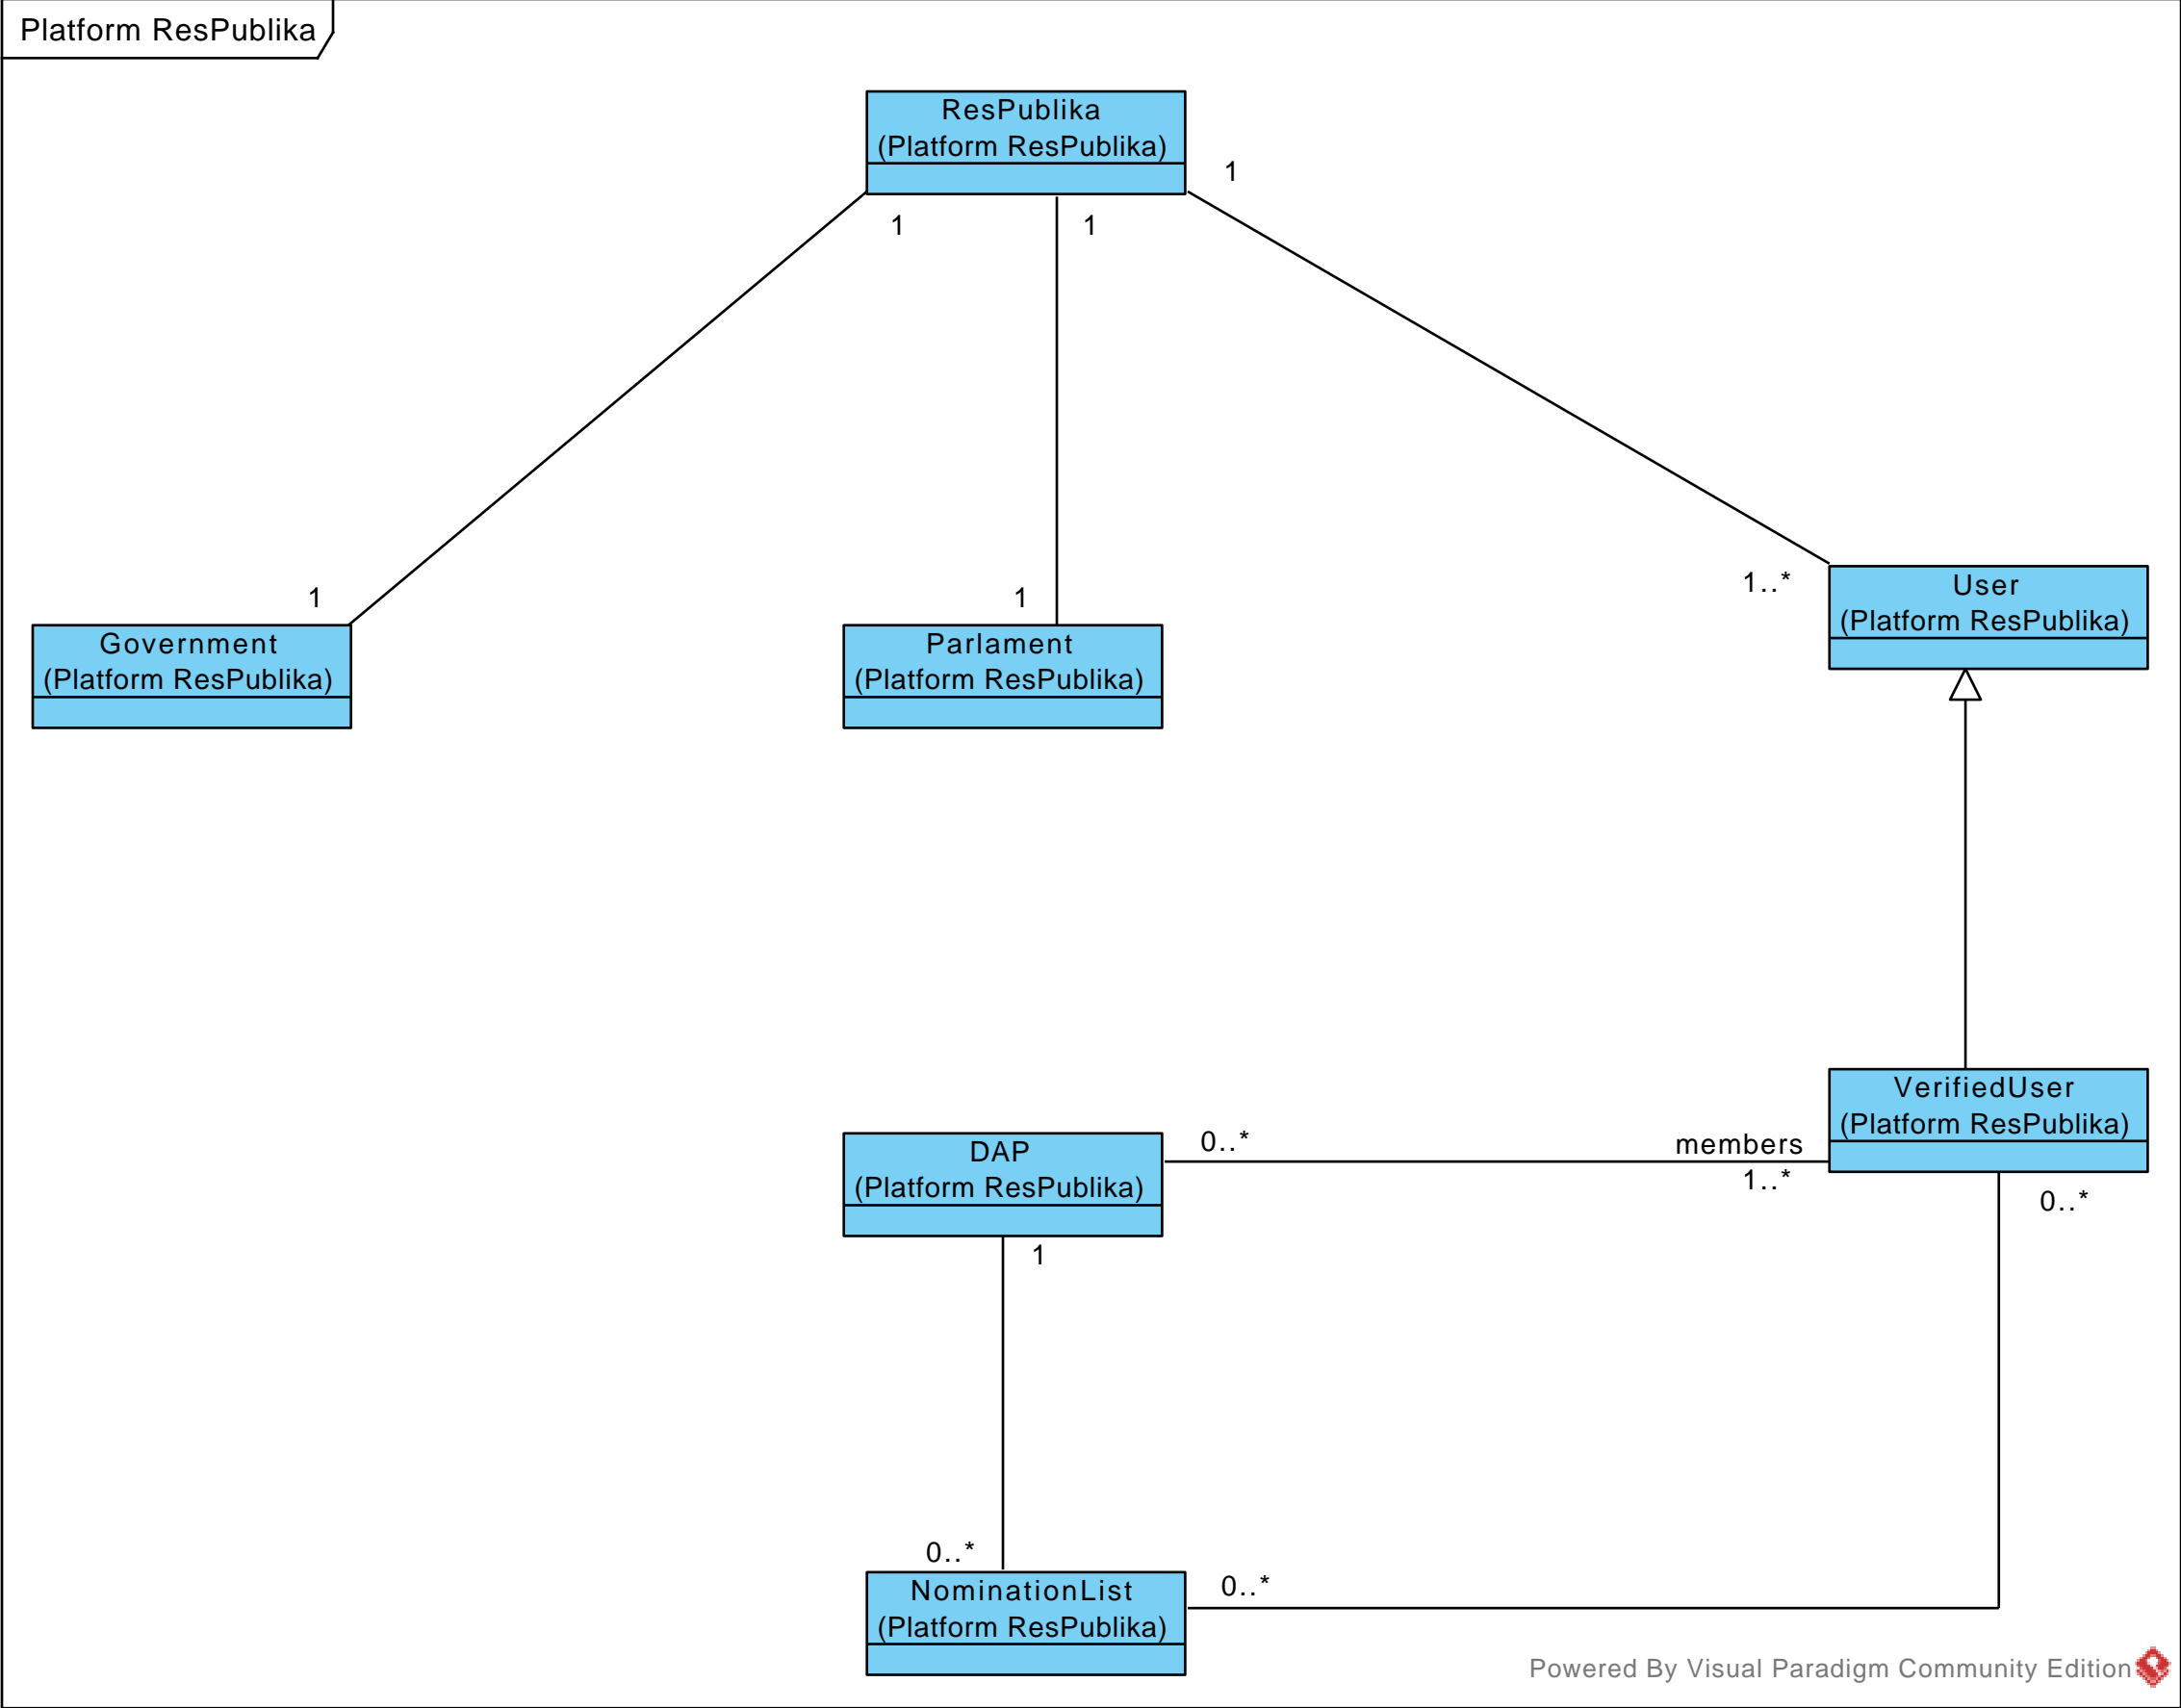 Platform ResPublika
ResPublika
(Platform ResPublika)
1
1
1
1
1
1..*
Government
(Platform ResPublika)
Parlament
(Platform ResPublika)
User
(Platform ResPublika)
VerifiedUser
(Platform ResPublika)
DAP
(Platform ResPublika)
0..*
members
1..*
0..*
1
0..*
0..*
NominationList
(Platform ResPublika)
Powered By Visual Paradigm Community Edition